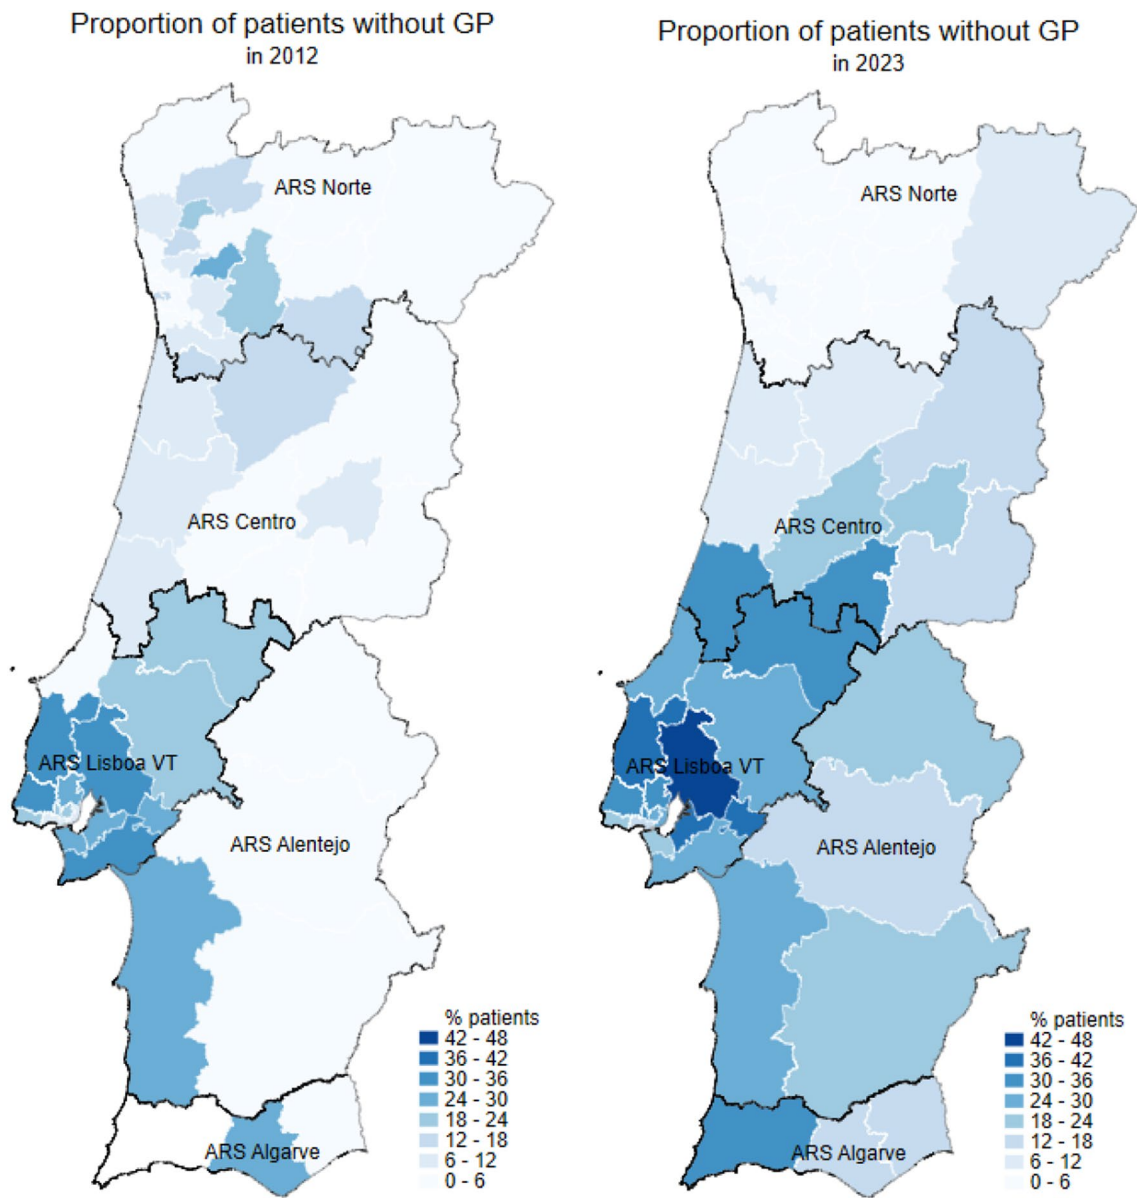 Proportion of patients without GP
in 2012
ARS Norte
ARS Centro
ARS Lisboa VT
ARS Alentejo
ARS Algarve
% patients
42 - 48
36 - 42
30 - 36
24 - 30
18 - 24
12 - 18
6 - 12
0 - 6
Proportion of patients without GP
in 2023
ARS Norte
ARS Centro
ARS Lisboa VT
ARS Alentejo
ARS Algarve
% patients
42 - 48
36 - 42
30 - 36
24 - 30
18 - 24
12 - 18
6 - 12
0 - 6